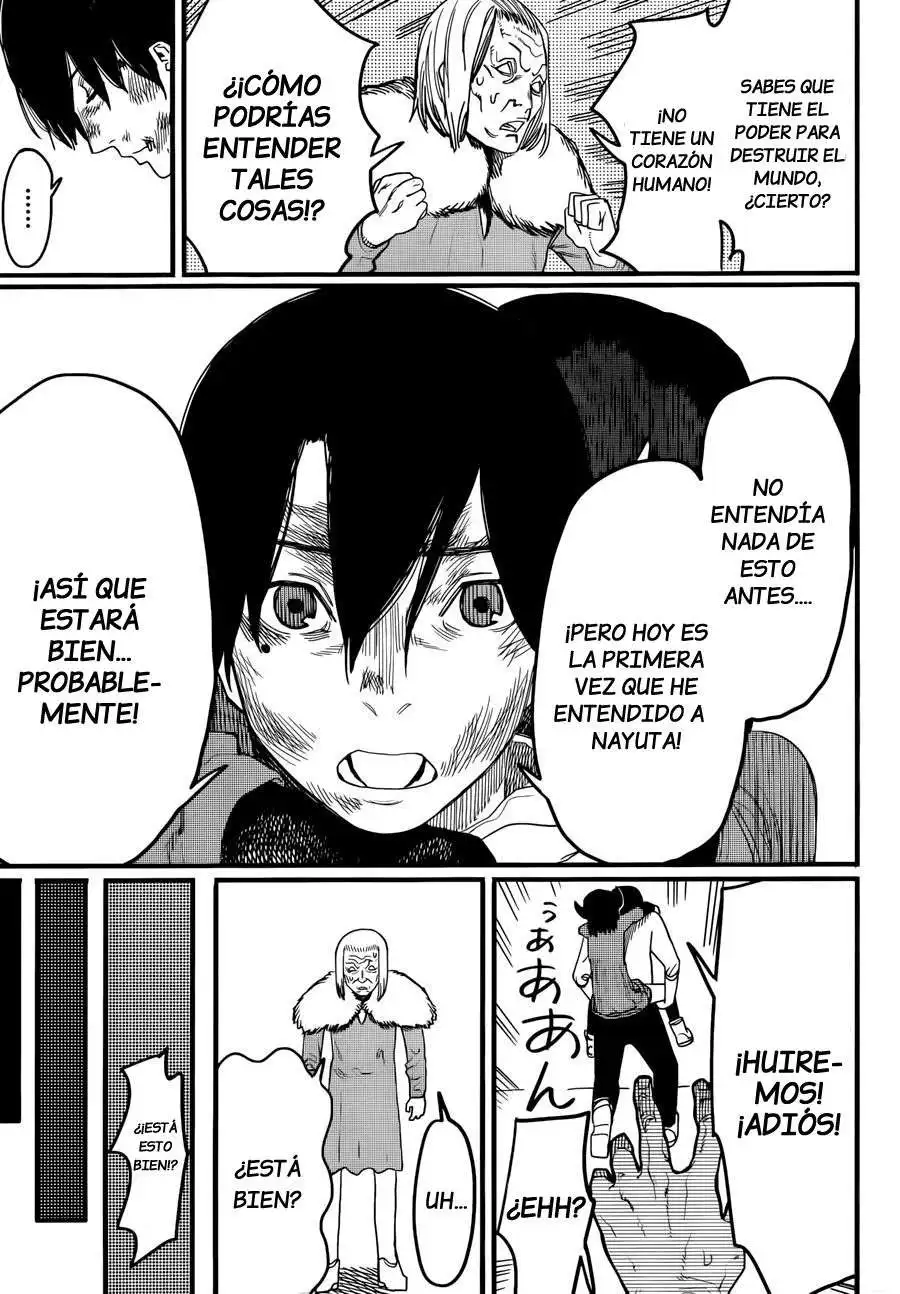 SABES QUE
TIENE EL
PODER PARA
DESTRUIR EL
MUNDO,
¿CIERTO?
¡NO
TIENE UN
CORAZÓN
HUMANO!
¿¡CÓMO
PODRÍAS
ENTENDER
TALES
COSAS!?
......
NO
ENTENDÍA
NADA DE
ESTO
ANTES....
¡PERO HOY ES
LA PRIMERA
VEZ QUE HE
ENTENDIDO A
NAYUTA!
¡ASÍ QUE
ESTARÁ
BIEN...
PROBABLE-
MENTE!
¡HUIRE-
MOS!
¡ADIÓS!
うああああん
¿EHH?
UH...
¿ESTÁ
BIEN?
¿¡ESTÁ
ESTO
BIEN!?